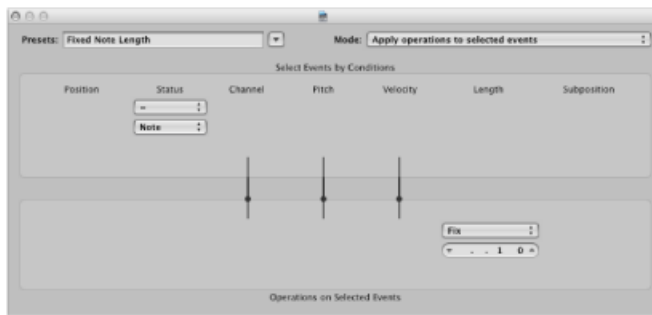 Presets: Fixed Note Length Mode: Apply operations to selected events
Select Events by Conditions
Position Status Channel Pitch Velocity Length Subposition
=
Note
Fix
. . 1 0
Operations on Selected Events